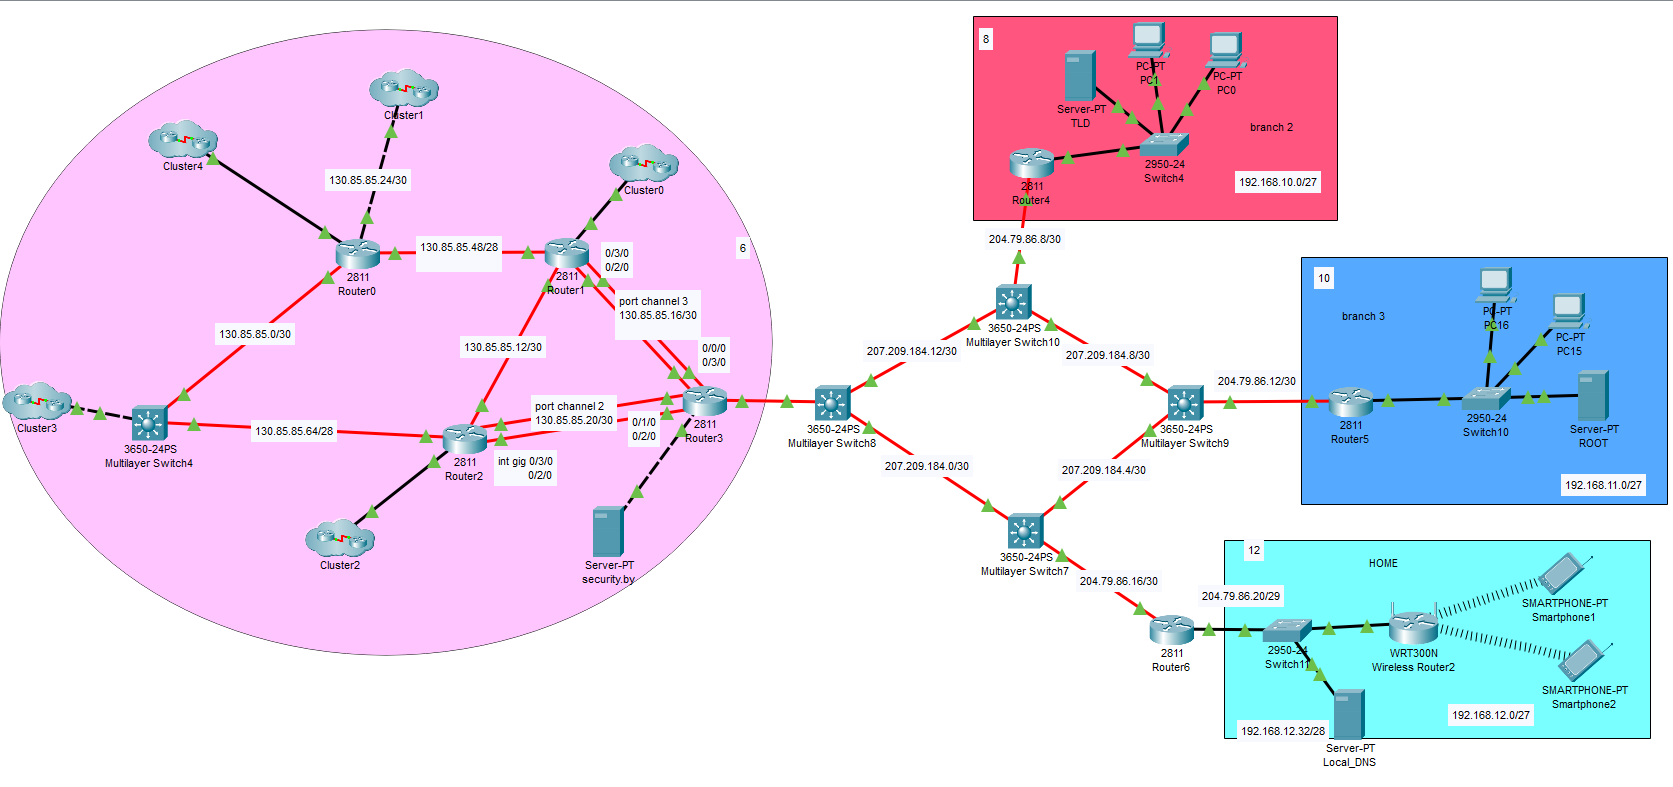 Cluster1
Cluster4
130.85.85.24/30
Cluster0
6
130.85.85.48/28
0/3/0
0/2/0
2811
Router0
2811
Router1
port channel 3
130.85.85.16/30
130.85.85.0/30
130.85.85.12/30
0/0/0
0/3/0
Cluster3
3650-24PS
Multilayer Switch4
130.85.85.64/28
port channel 2
130.85.85.20/30
0/1/0
0/2/0
2811
Router3
2811
Router2
int gig 0/3/0
0/2/0
Cluster2
Server-PT
security.by
8
PC-PT
PC1
PC-PT
PC0
Server-PT
TLD
branch 2
2950-24
Switch4
2811
Router4
192.168.10.0/27
204.79.86.8/30
3650-24PS
Multilayer Switch10
207.209.184.12/30
207.209.184.8/30
3650-24PS
Multilayer Switch8
3650-24PS
Multilayer Switch9
207.209.184.0/30
207.209.184.4/30
3650-24PS
Multilayer Switch7
204.79.86.12/30
10
branch 3
PC-PT
PC16
PC-PT
PC15
2811
Router5
2950-24
Switch10
Server-PT
ROOT
192.168.11.0/27
204.79.86.16/30
12
HOME
204.79.86.20/29
SMARTPHONE-PT
Smartphone1
2811
Router6
2950-24
Switch11
WRT300N
Wireless Router2
SMARTPHONE-PT
Smartphone2
192.168.12.0/27
192.168.12.32/28
Server-PT
Local_DNS